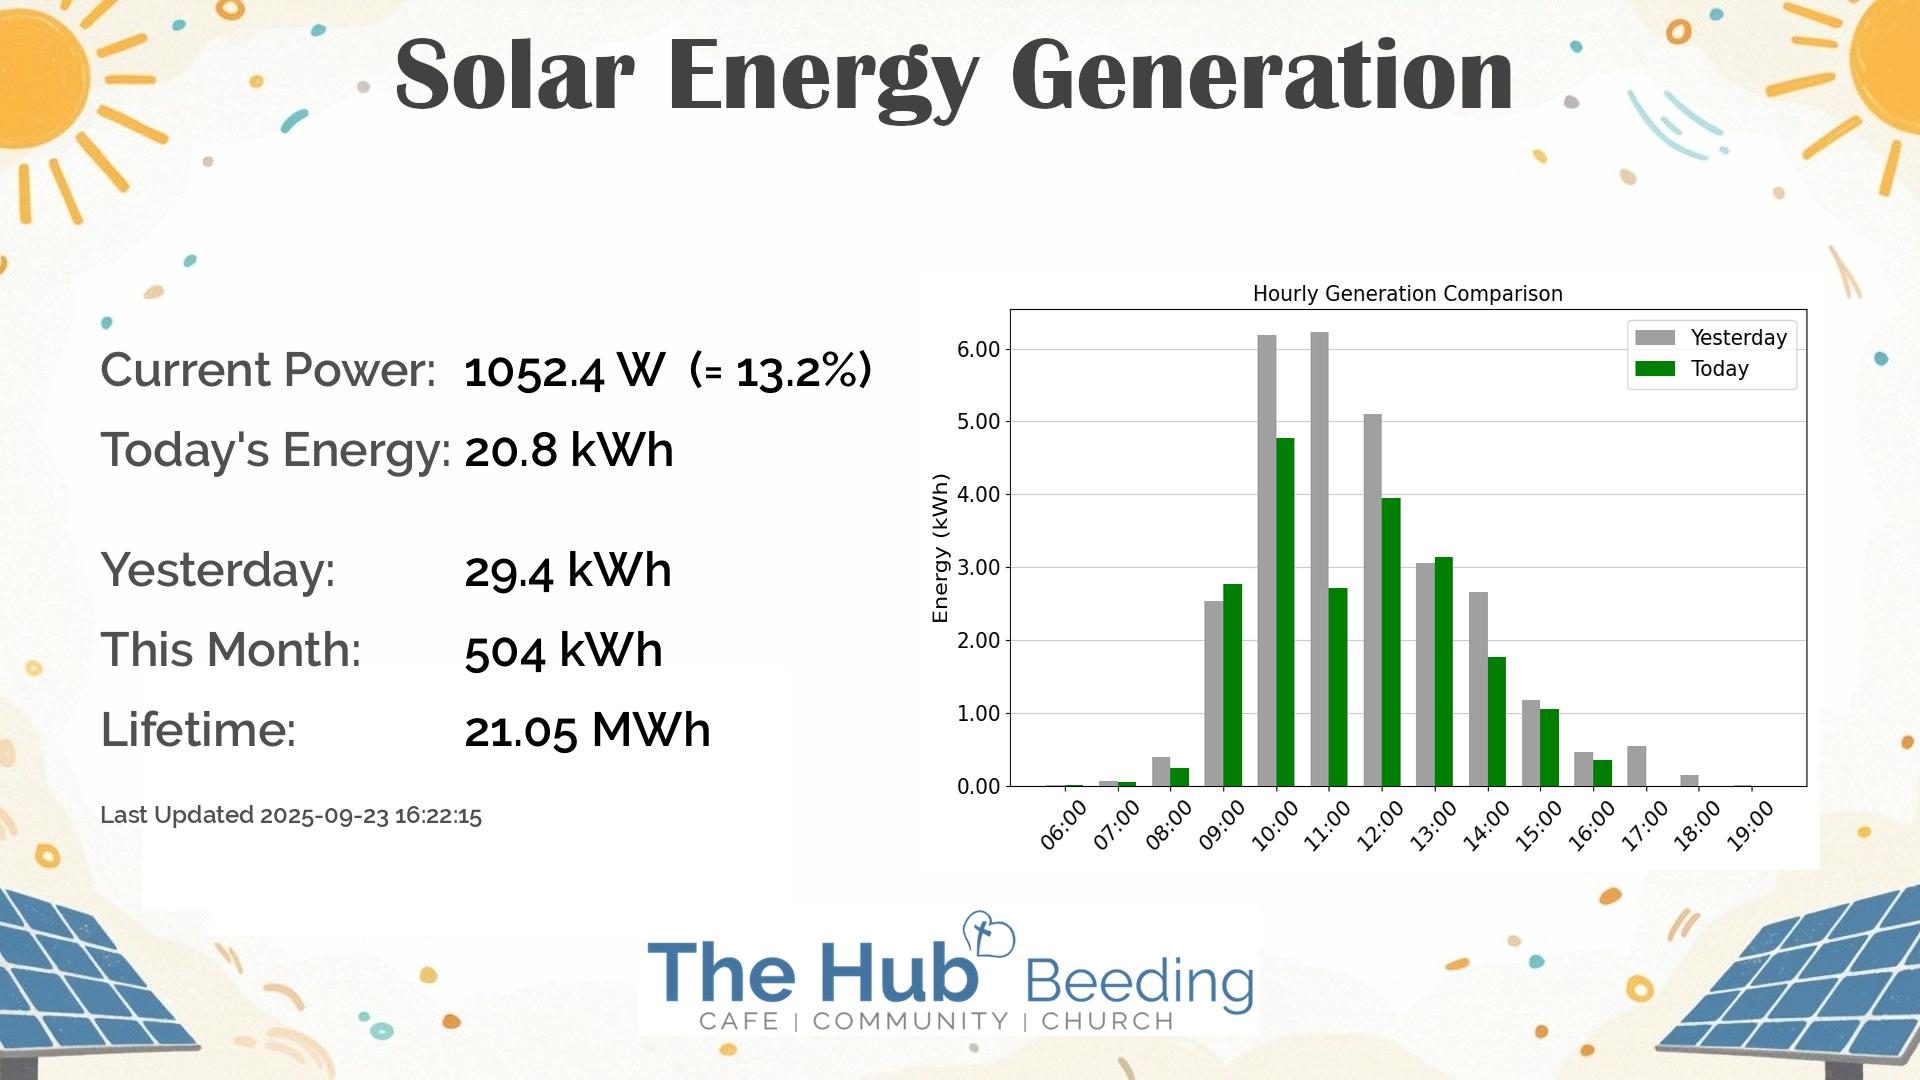 Solar Energy Generation
Current Power: 1052.4 W (= 13.2%)
Today's Energy: 20.8 kWh
Yesterday: 29.4 kWh
This Month: 504 kWh
Lifetime: 21.05 MWh
Last Updated 2025-09-23 16:22:15
Hourly Generation Comparison
Yesterday
Today
Energy (kWh)
6.00
5.00
4.00
3.00
2.00
1.00
0.00
06:00 07:00 08:00 09:00 10:00 11:00 12:00 13:00 14:00 15:00 16:00 17:00 18:00 19:00
The Hub Beeding
CAFE | COMMUNITY | CHURCH